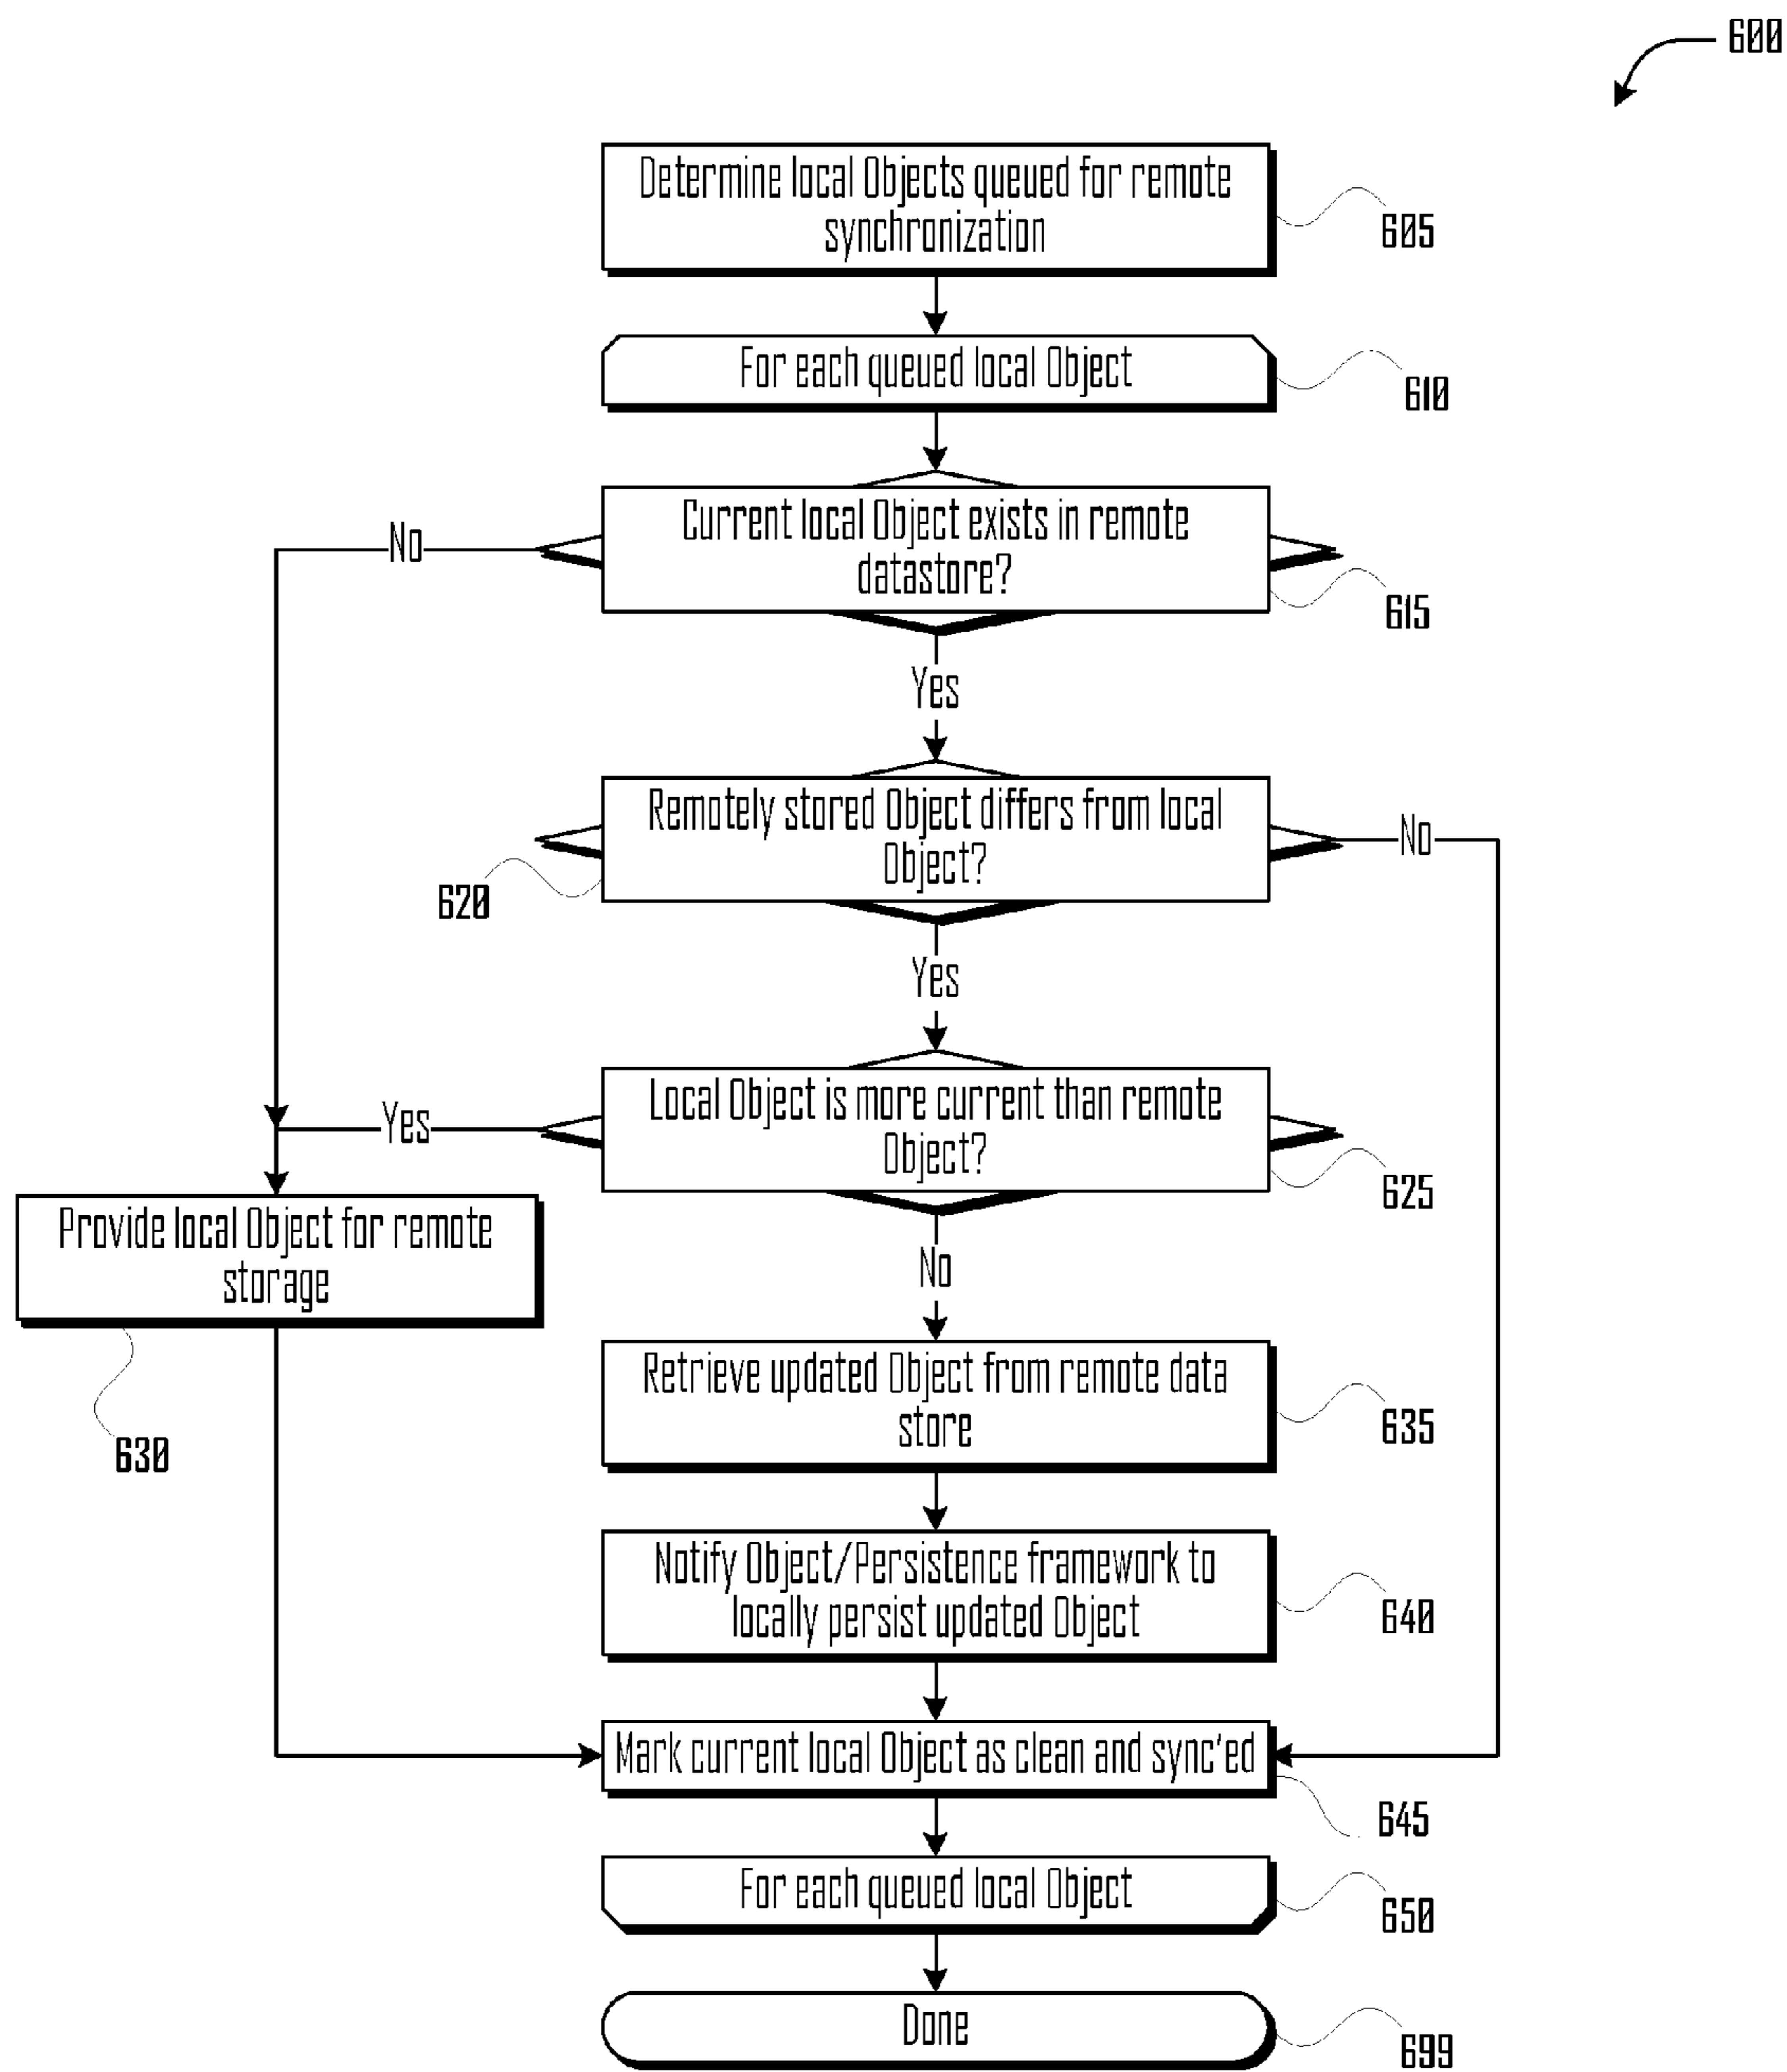 600
Determine local Objects queued for remote
synchronization
605
For each queued local Object
610
Current local Object exists in remote
datastore?
615
No
Yes
Remotely stored Object differs from local
Object?
620
No
Yes
Local Object is more current than remote
Object?
625
Yes
No
Provide local Object for remote
storage
630
Retrieve updated Object from remote data
store
635
Notify Object/Persistence framework to
locally persist updated Object
640
Mark current local Object as clean and sync'ed
645
For each queued local Object
650
Done
699